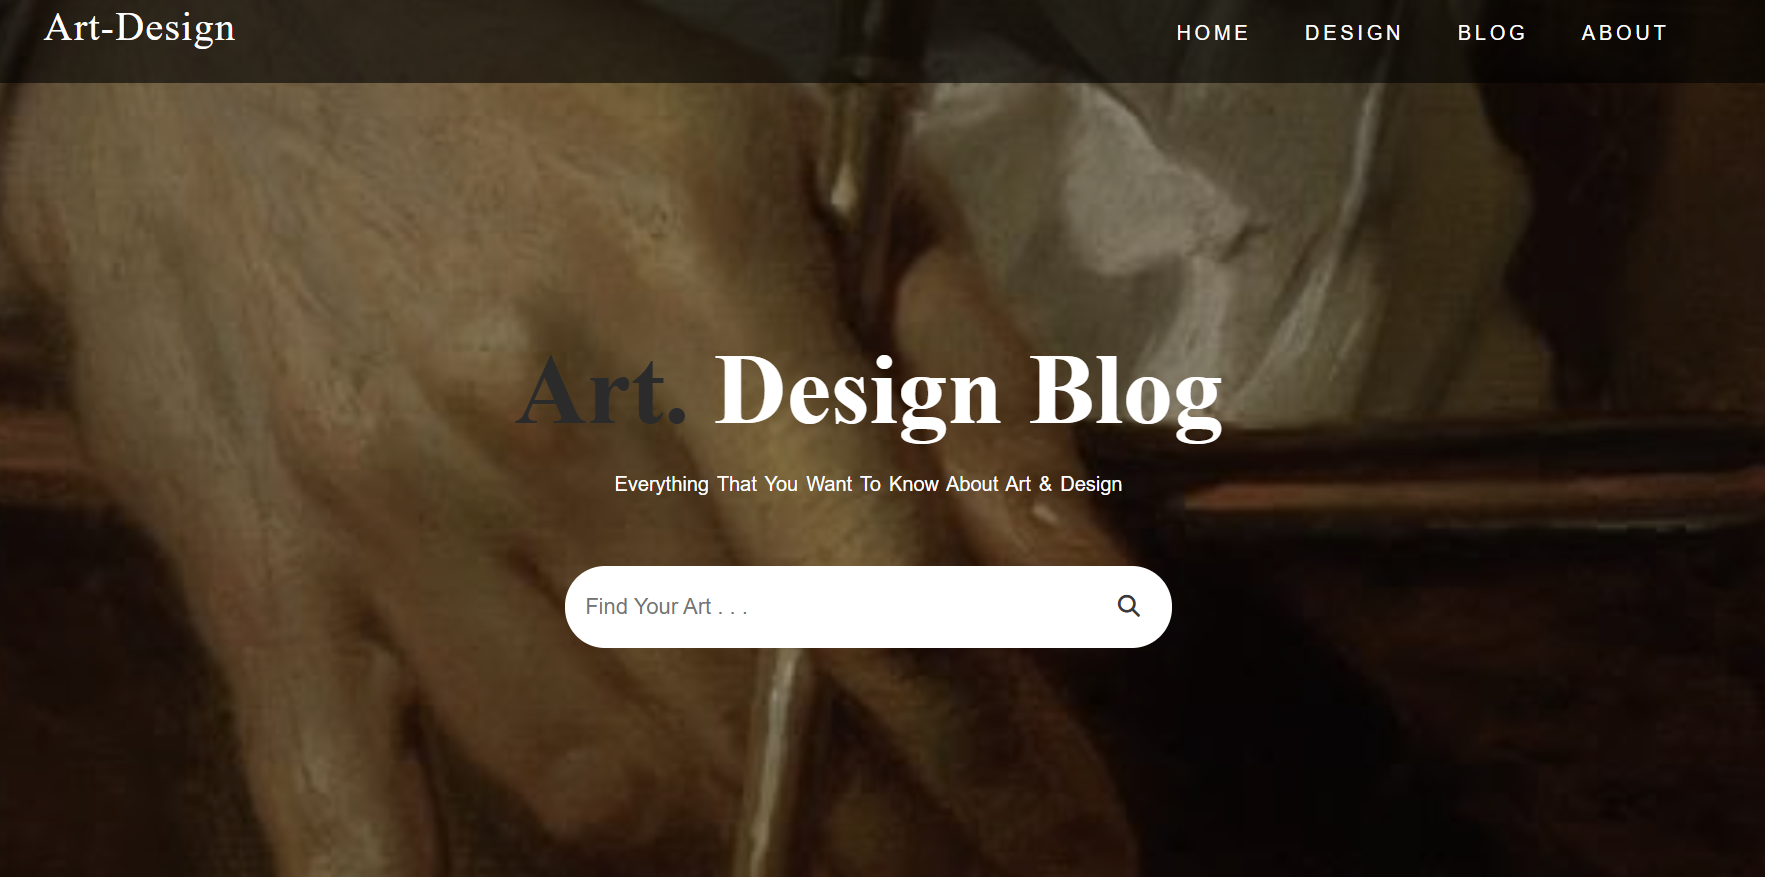 Art-Design
HOME DESIGN BLOG ABOUT
Art. Design Blog
Everything That You Want To Know About Art & Design
Find Your Art . . .